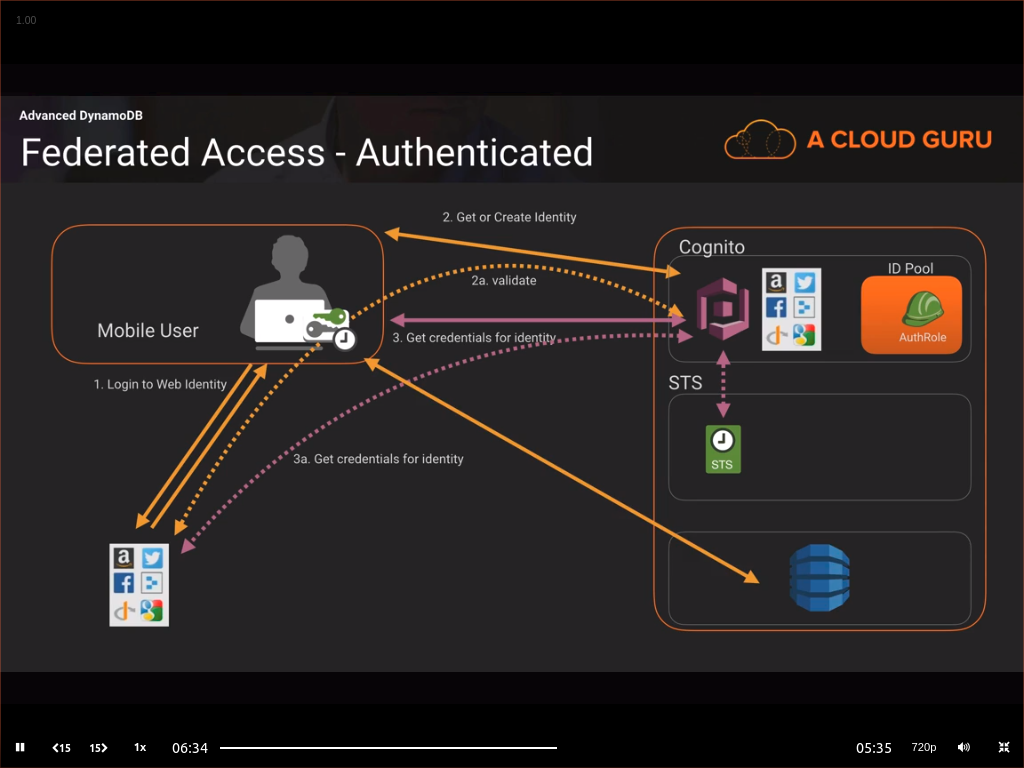 1.00
Advanced DynamoDB
Federated Access - Authenticated
A CLOUD GURU
2. Get or Create Identity
Cognito
ID Pool
2a. validate
a
AuthRole
Mobile User
3. Get credentials for identity
1. Login to Web Identity
STS
STS
3a. Get credentials for identity
a
15
15
1x
06:34
05:35
720p